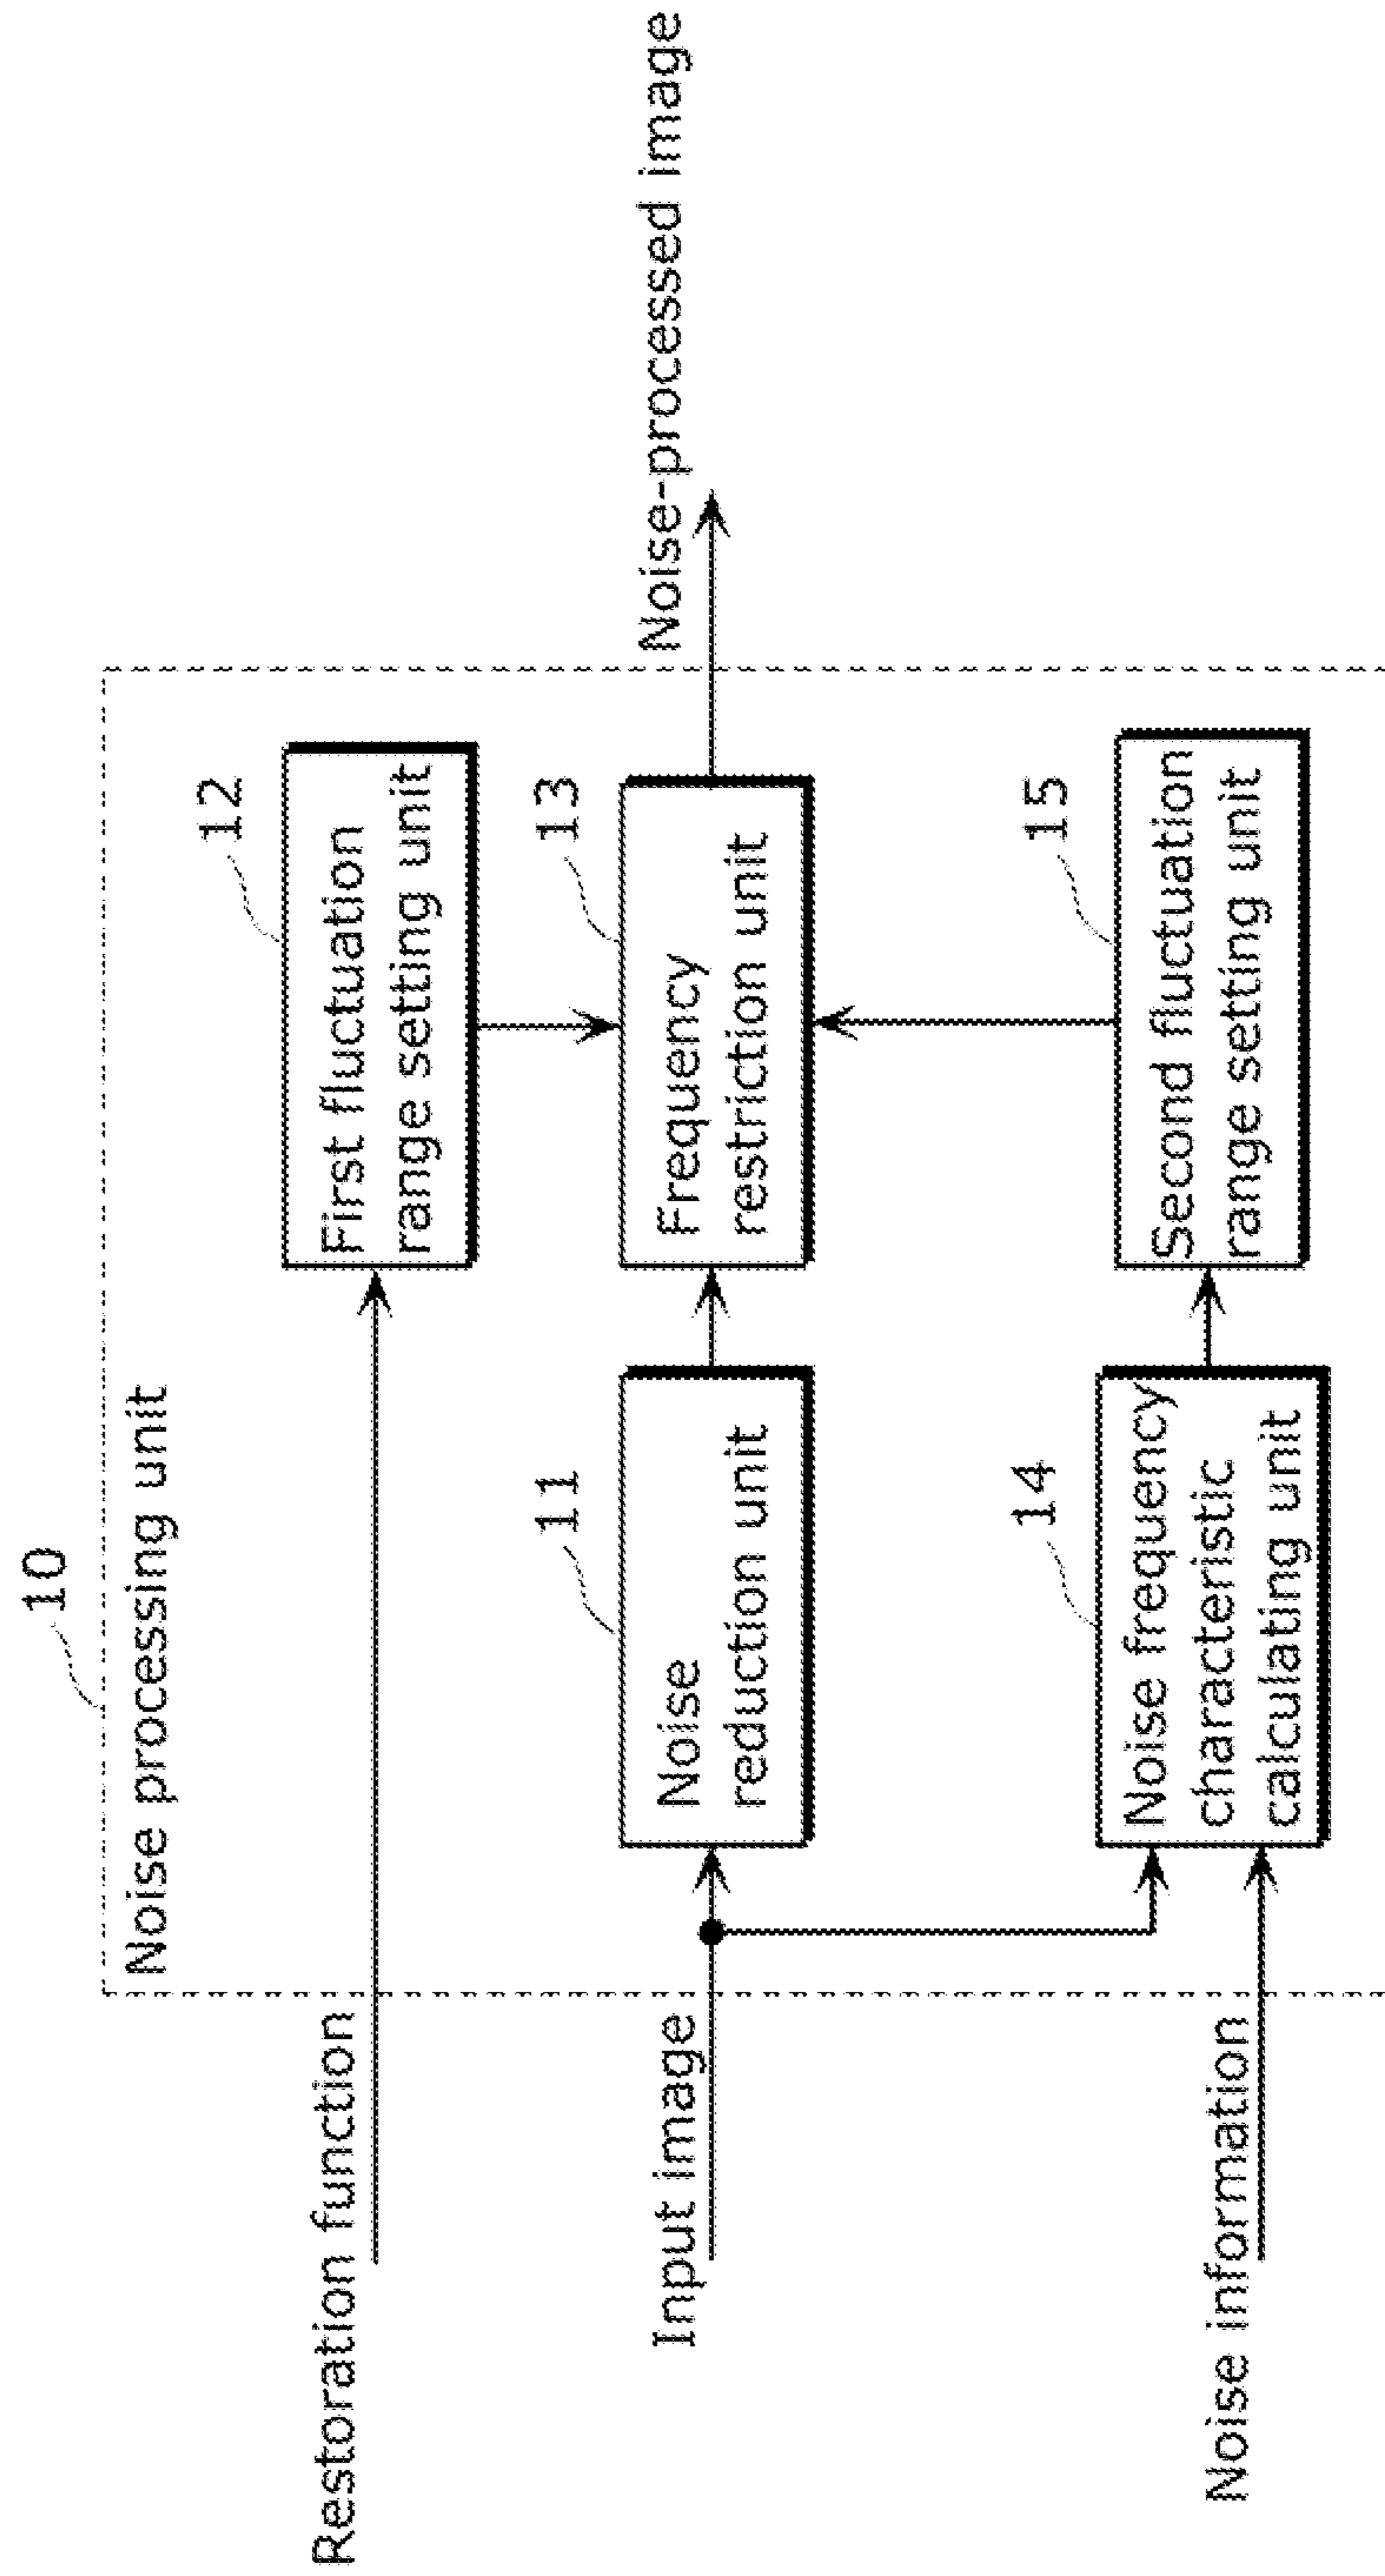 10
Noise processing unit
Restoration function
12
First fluctuation
range setting unit
Input image
11
Noise
reduction unit
13
Frequency
restriction unit
Noise-processed image
Noise information
14
Noise frequency
characteristic
calculating unit
15
Second fluctuation
range setting unit